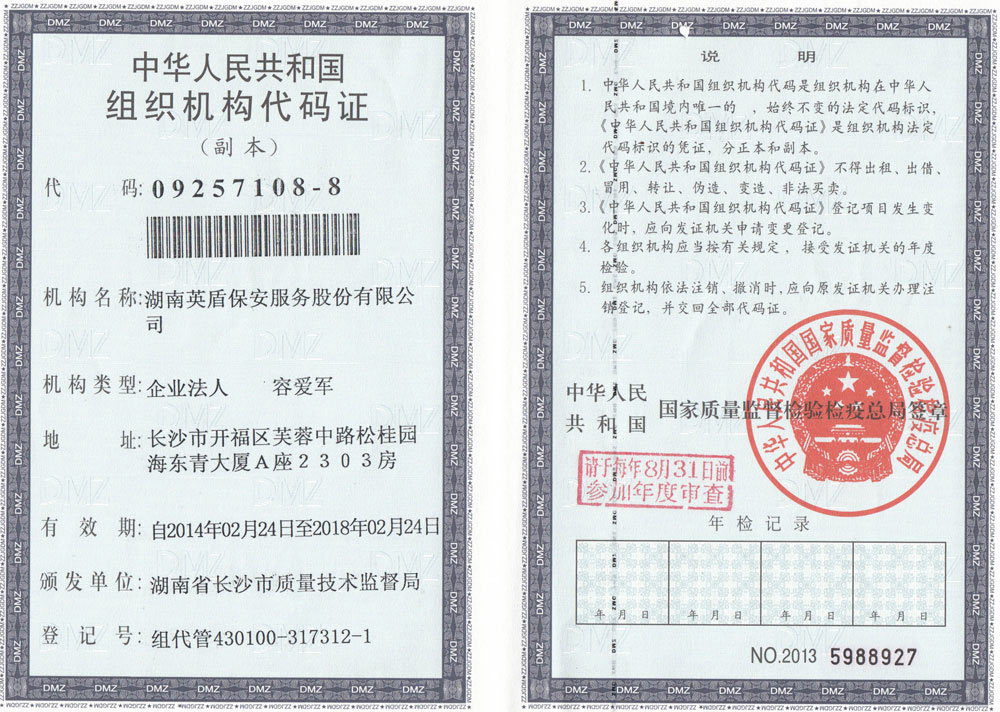 中华人民共和国
组织机构代码证
（副本）
代 码: 09257108-8
机构名称:湖南英盾保安服务股份有限公
司
机构类型:企业法人 容爱军
地 址:长沙市开福区芙蓉中路松桂园
海东青大厦A座2303房
有 效 期:自2014年02月24日至2018年02月24日
颁发单位:湖南省长沙市质量技术监督局
登 记 号:组代管430100-317312-1
说 明
1. 中华人民共和国组织机构代码是组织机构在中华人
民共和国境内唯一的 ，始终不变的法定代码标识，
《中华人民共和国组织机构代码证》是组织机构法定
代码标识的凭证，分正本和副本。
2.《中华人民共和国组织机构代码证》不得出租、出借、
冒用、转让、伪造、变造、非法买卖。
3.《中华人民共和国组织机构代码证》登记项目发生变
化时，应向发证机关申请变更登记。
4. 各组织机构应当按有关规定，接受发证机关的年度
检验。
5. 组织机构依法注销、撤消时,应向原发证机关办理注
销登记，并交回全部代码证。
中华人民共和国国家质量监督检验检疫总局
中华人民
共和国 国家质量监督检验检疫总局签章
请于每年8月31日前
参加年度审查
年检记录
年 月 日 年 月 日 年 月 日 年 月 日
NO.2013 5988927